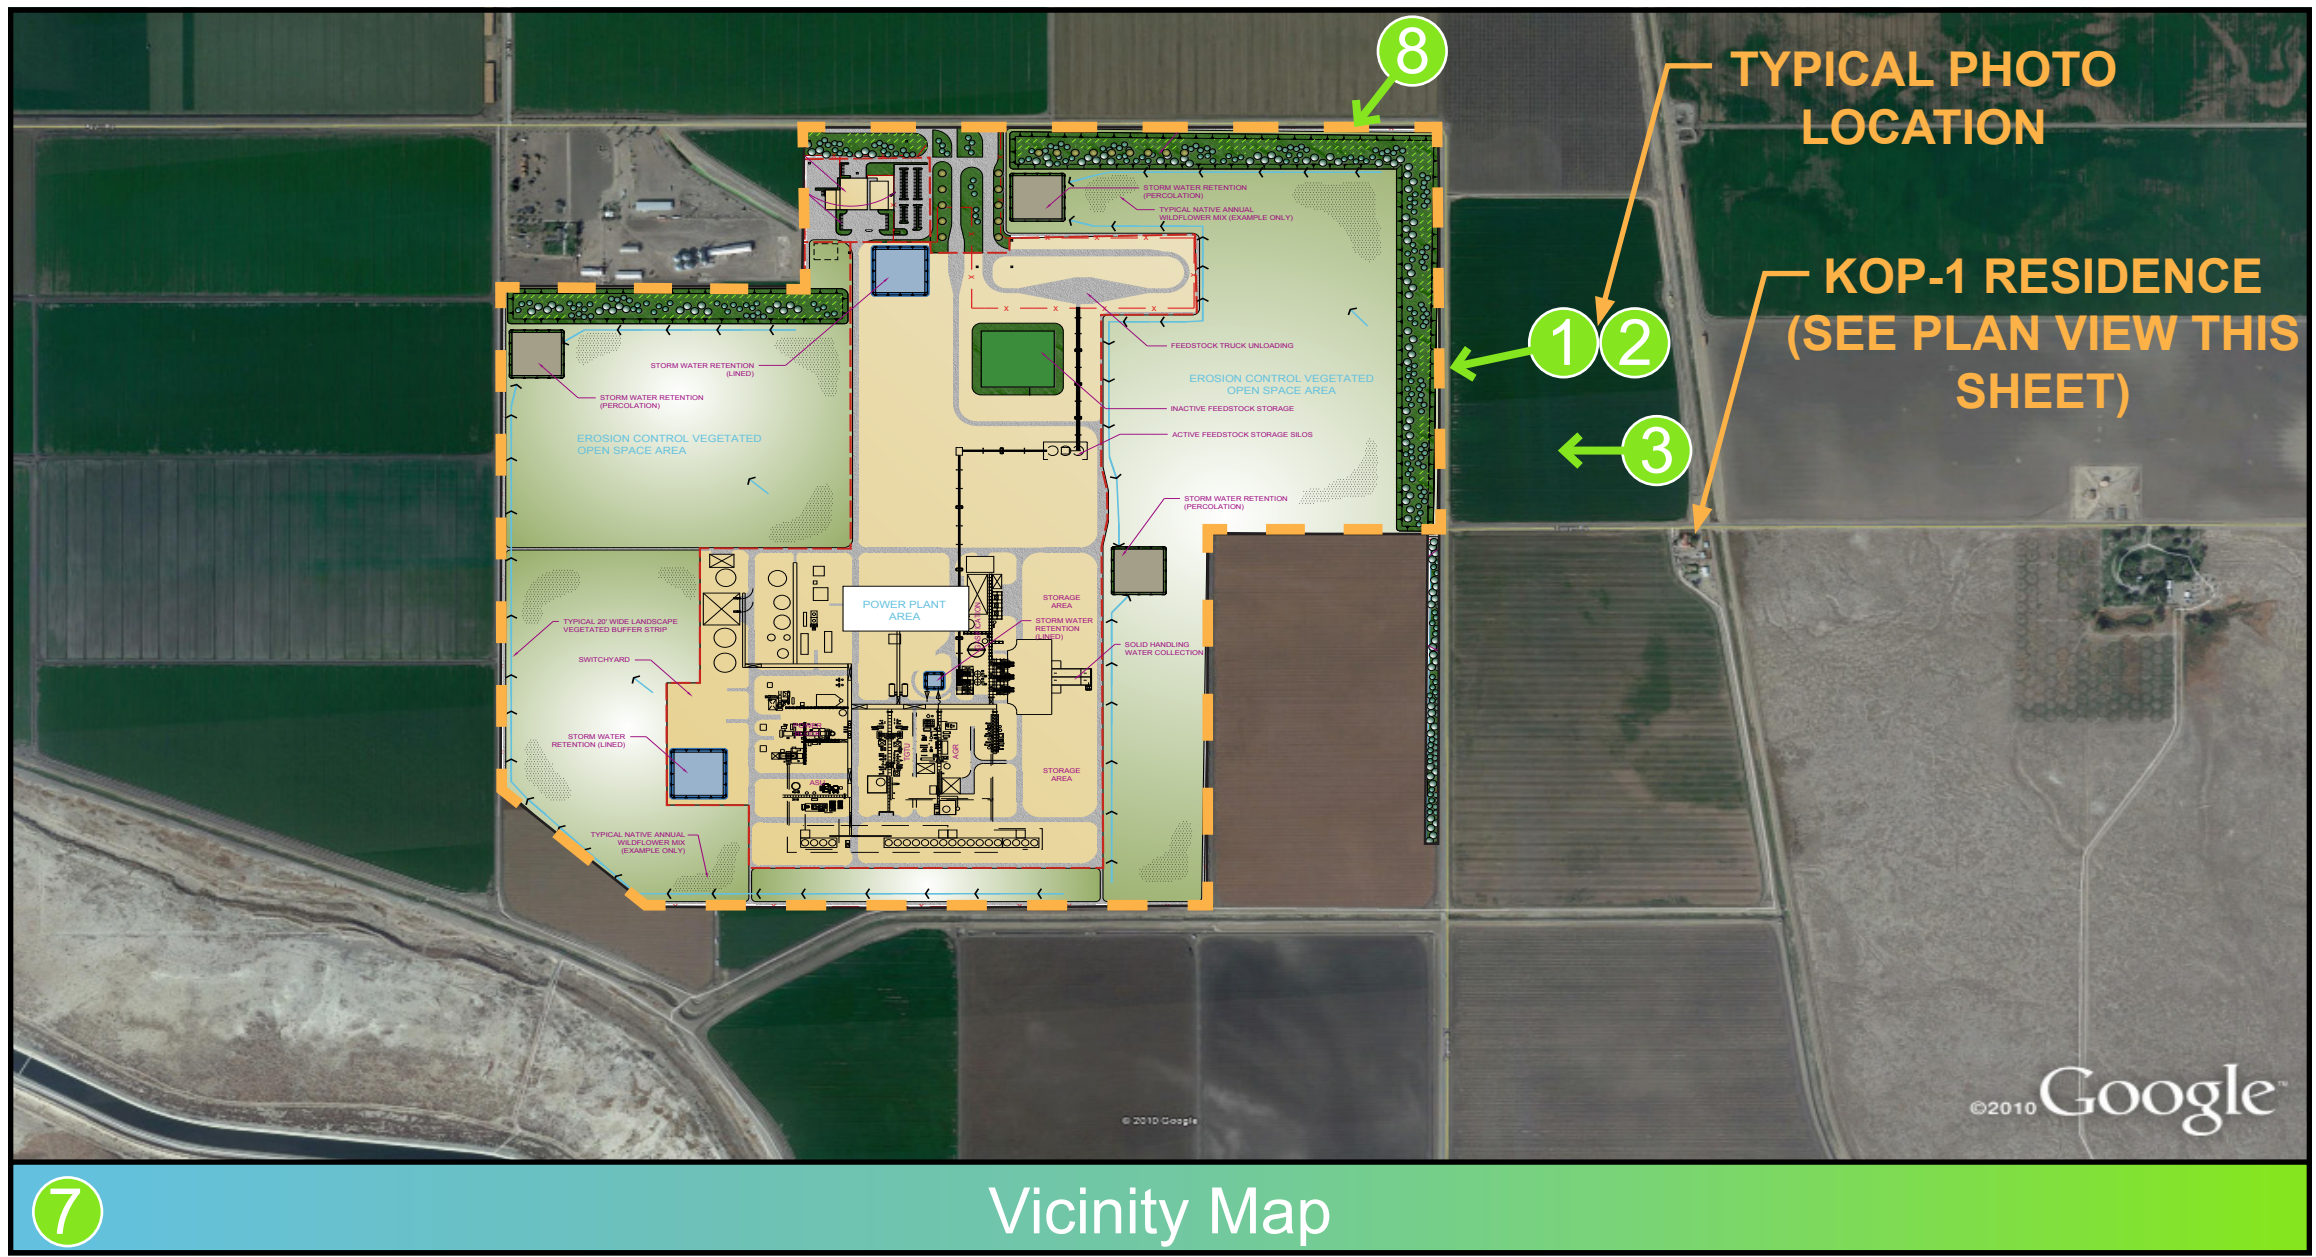 8
TYPICAL PHOTO
LOCATION
KOP-1 RESIDENCE
(SEE PLAN VIEW THIS
SHEET)
1
2
3
STORM WATER RETENTION
(PERCOLATION)
TYPICAL NATIVE ANNUAL
WILDFLOWER MIX (EXAMPLE ONLY)
FEEDSTOCK TRUCK UNLOADING
STORM WATER RETENTION
(LINED)
EROSION CONTROL VEGETATED
OPEN SPACE AREA
STORM WATER RETENTION
(PERCOLATION)
INACTIVE FEEDSTOCK STORAGE
ACTIVE FEEDSTOCK STORAGE SILOS
EROSION CONTROL VEGETATED
OPEN SPACE AREA
STORM WATER RETENTION
(PERCOLATION)
POWER PLANT
AREA
STORAGE
AREA
STORM WATER
RETENTION
(LINED)
TYPICAL 20' WIDE LANDSCAPE
VEGETATED BUFFER STRIP
SOLID HANDLING
WATER COLLECTION
SWITCHYARD
STORM WATER
RETENTION (LINED)
TGTU
AGR
STORAGE
AREA
ASU
TYPICAL NATIVE ANNUAL
WILDFLOWER MIX
(EXAMPLE ONLY)
© 2010 Google
©2010 Google™
7
Vicinity Map